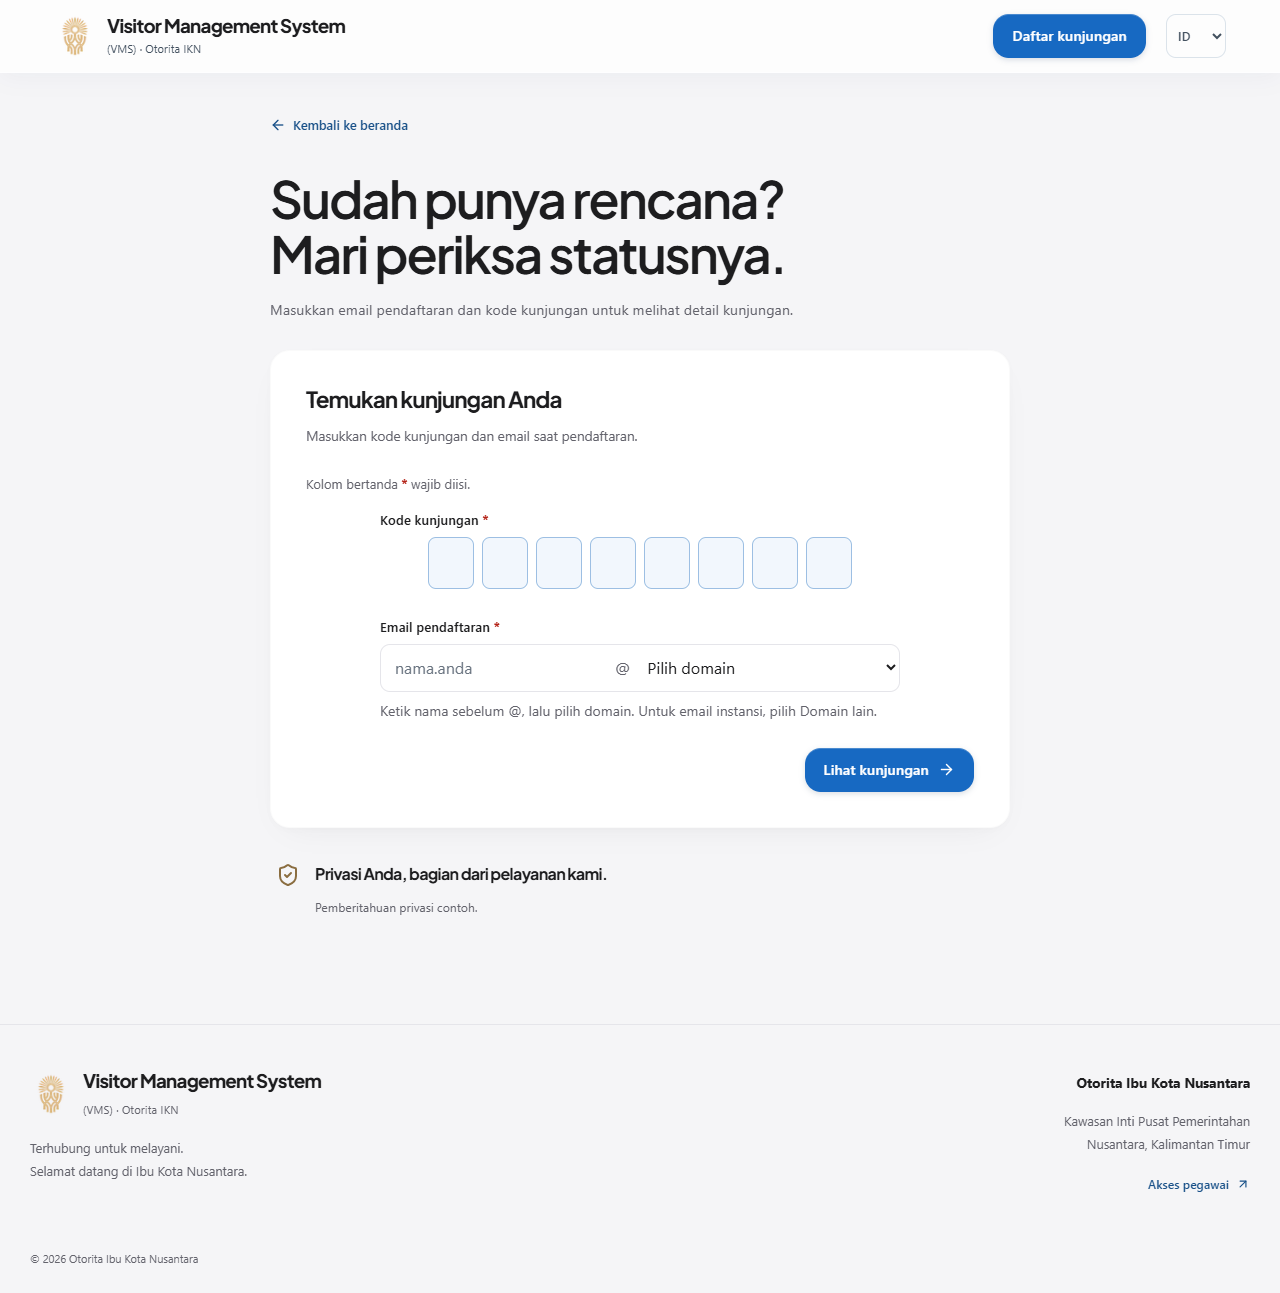 Visitor Management System
(VMS) · Otorita IKN
Daftar kunjungan
ID
Kembali ke beranda
Sudah punya rencana?
Mari periksa statusnya.
Masukkan email pendaftaran dan kode kunjungan untuk melihat detail kunjungan.
Temukan kunjungan Anda
Masukkan kode kunjungan dan email saat pendaftaran.
Kolom bertanda * wajib diisi.
Kode kunjungan *
Email pendaftaran *
nama.anda @ Pilih domain
Ketik nama sebelum @, lalu pilih domain. Untuk email instansi, pilih Domain lain.
Lihat kunjungan
Privasi Anda, bagian dari pelayanan kami.
Pemberitahuan privasi contoh.
Visitor Management System
(VMS) · Otorita IKN
Terhubung untuk melayani.
Selamat datang di Ibu Kota Nusantara.
Otorita Ibu Kota Nusantara
Kawasan Inti Pusat Pemerintahan
Nusantara, Kalimantan Timur
Akses pegawai
© 2026 Otorita Ibu Kota Nusantara